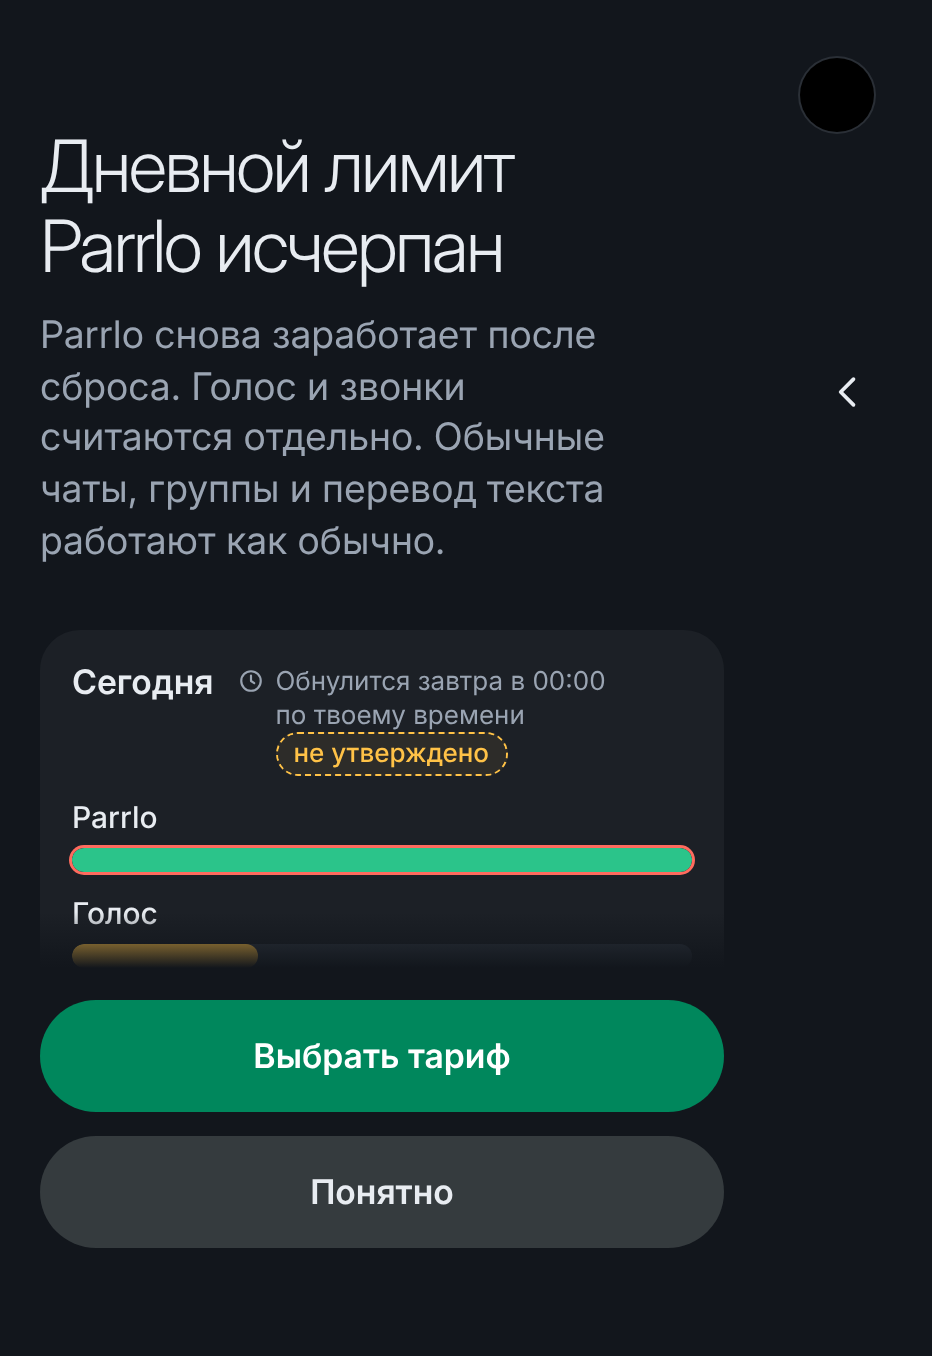 Дневной лимит
Parrlo исчерпан
Parrlo снова заработает после
сброса. Голос и звонки
считаются отдельно. Обычные
чаты, группы и перевод текста
работают как обычно.
Сегодня
Обнулится завтра в 00:00
по твоему времени
не утверждено
Parrlo
Голос
Выбрать тариф
Понятно